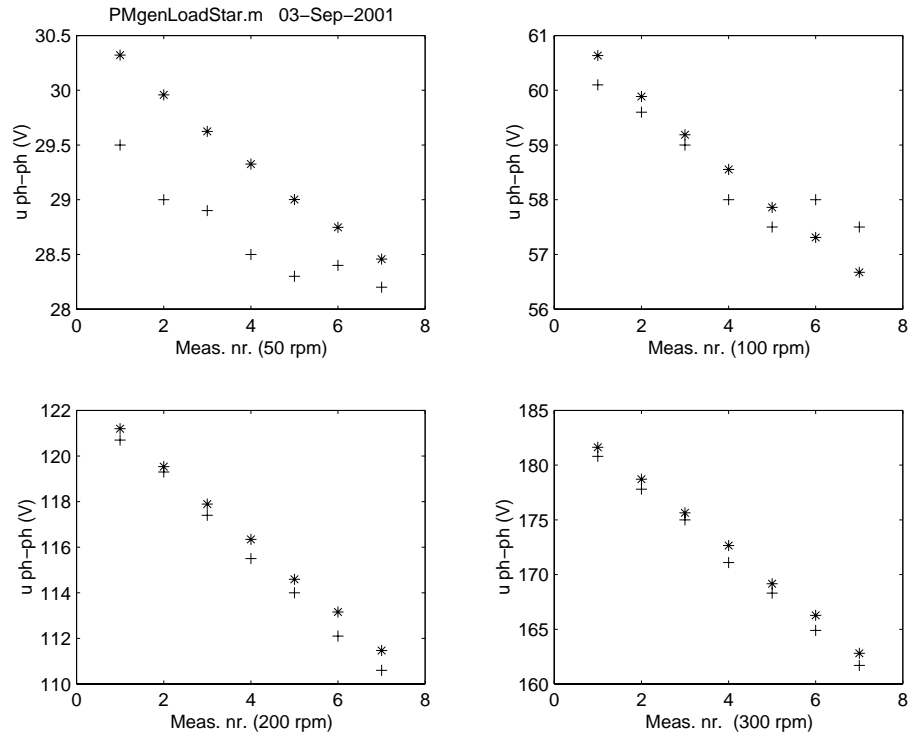 PMgenLoadStar.m 03−Sep−2001
30.5
30
29.5
29
28.5
28
0 2 4 6 8
u ph−ph (V)
Meas. nr. (50 rpm)
61
60
59
58
57
56
0 2 4 6 8
u ph−ph (V)
Meas. nr. (100 rpm)
122
120
118
116
114
112
110
0 2 4 6 8
u ph−ph (V)
Meas. nr. (200 rpm)
185
180
175
170
165
160
0 2 4 6 8
u ph−ph (V)
Meas. nr. (300 rpm)